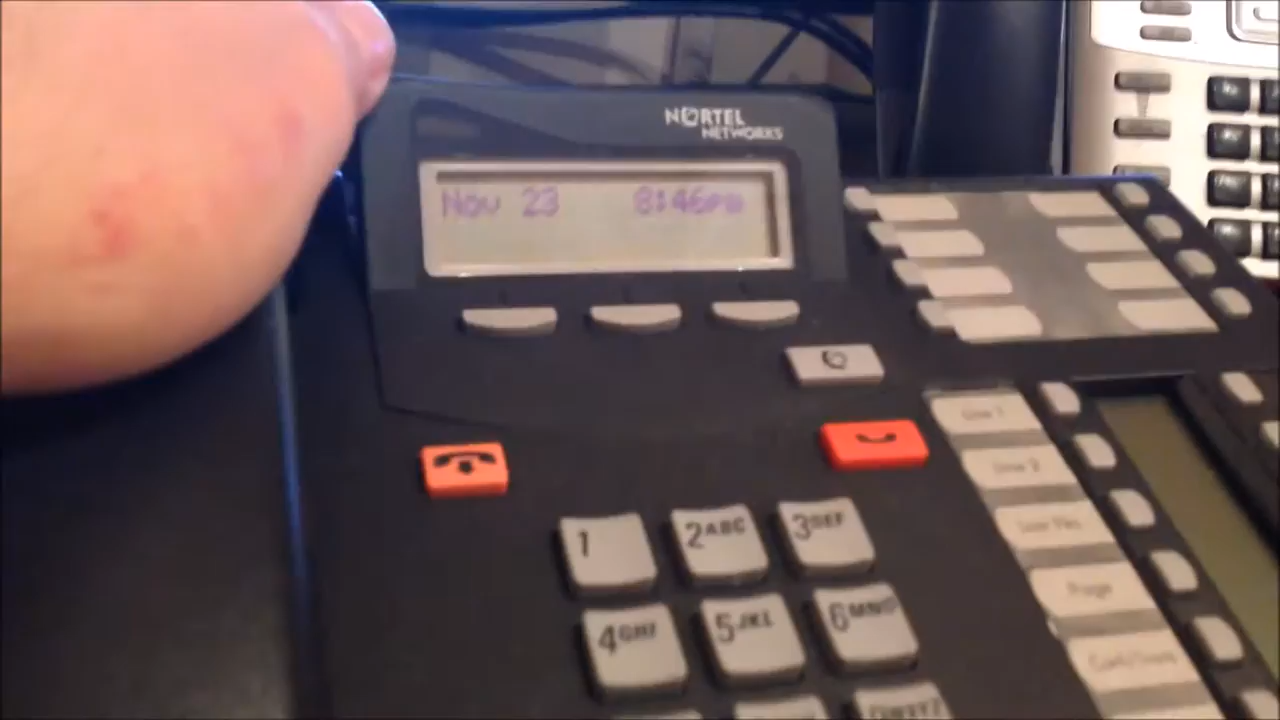 NORTEL
NETWORKS
Nov 23 8:46pm
Line 1
Line 2
Page
1
2ABC
3DEF
4GHI
5JKL
6MNO